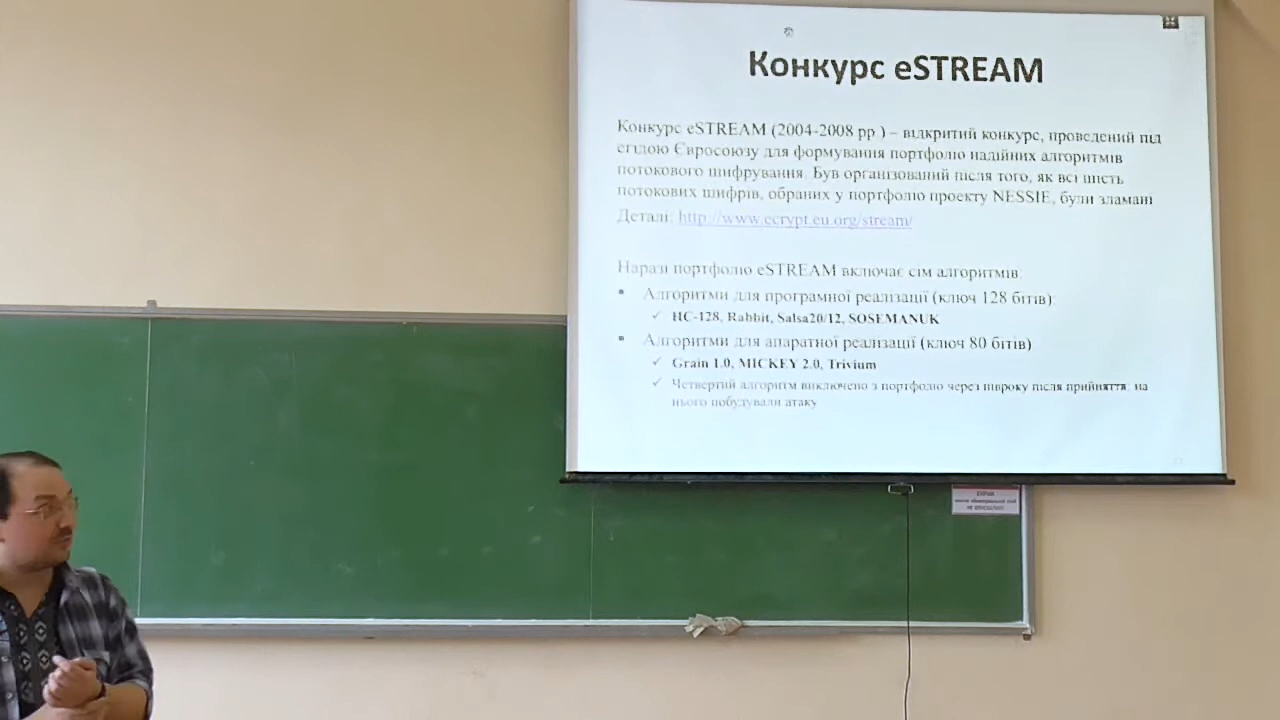 Конкурс eSTREAM
Конкурс eSTREAM (2004-2008 рр.) – відкритий конкурс, проведений під
егідою Євросоюзу для формування портфоліо надійних алгоритмів
потокового шифрування. Був організований після того, як всі шість
потокових шифрів, обраних у портфоліо проекту NESSIE, були зламані
Деталі: http://www.ecrypt.eu.org/stream/
Наразі портфоліо eSTREAM включає сім алгоритмів:
• Алгоритми для програмної реалізації (ключ 128 бітів):
✓ HC-128, Rabbit, Salsa20/12, SOSEMANUK
• Алгоритми для апаратної реалізації (ключ 80 бітів)
✓ Grain 1.0, MICKEY 2.0, Trivium
✓ Четвертий алгоритм виключено з портфоліо через півроку після прийняття: на
нього побудували атаку